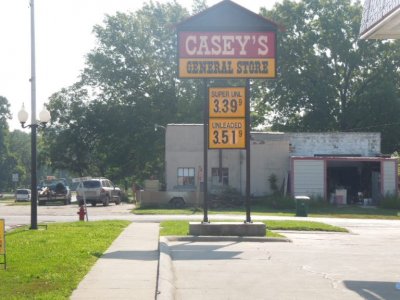 CASEY'S
GENERAL STORE
SUPER UNL
3.39 9
UNLEADED
3.51 9